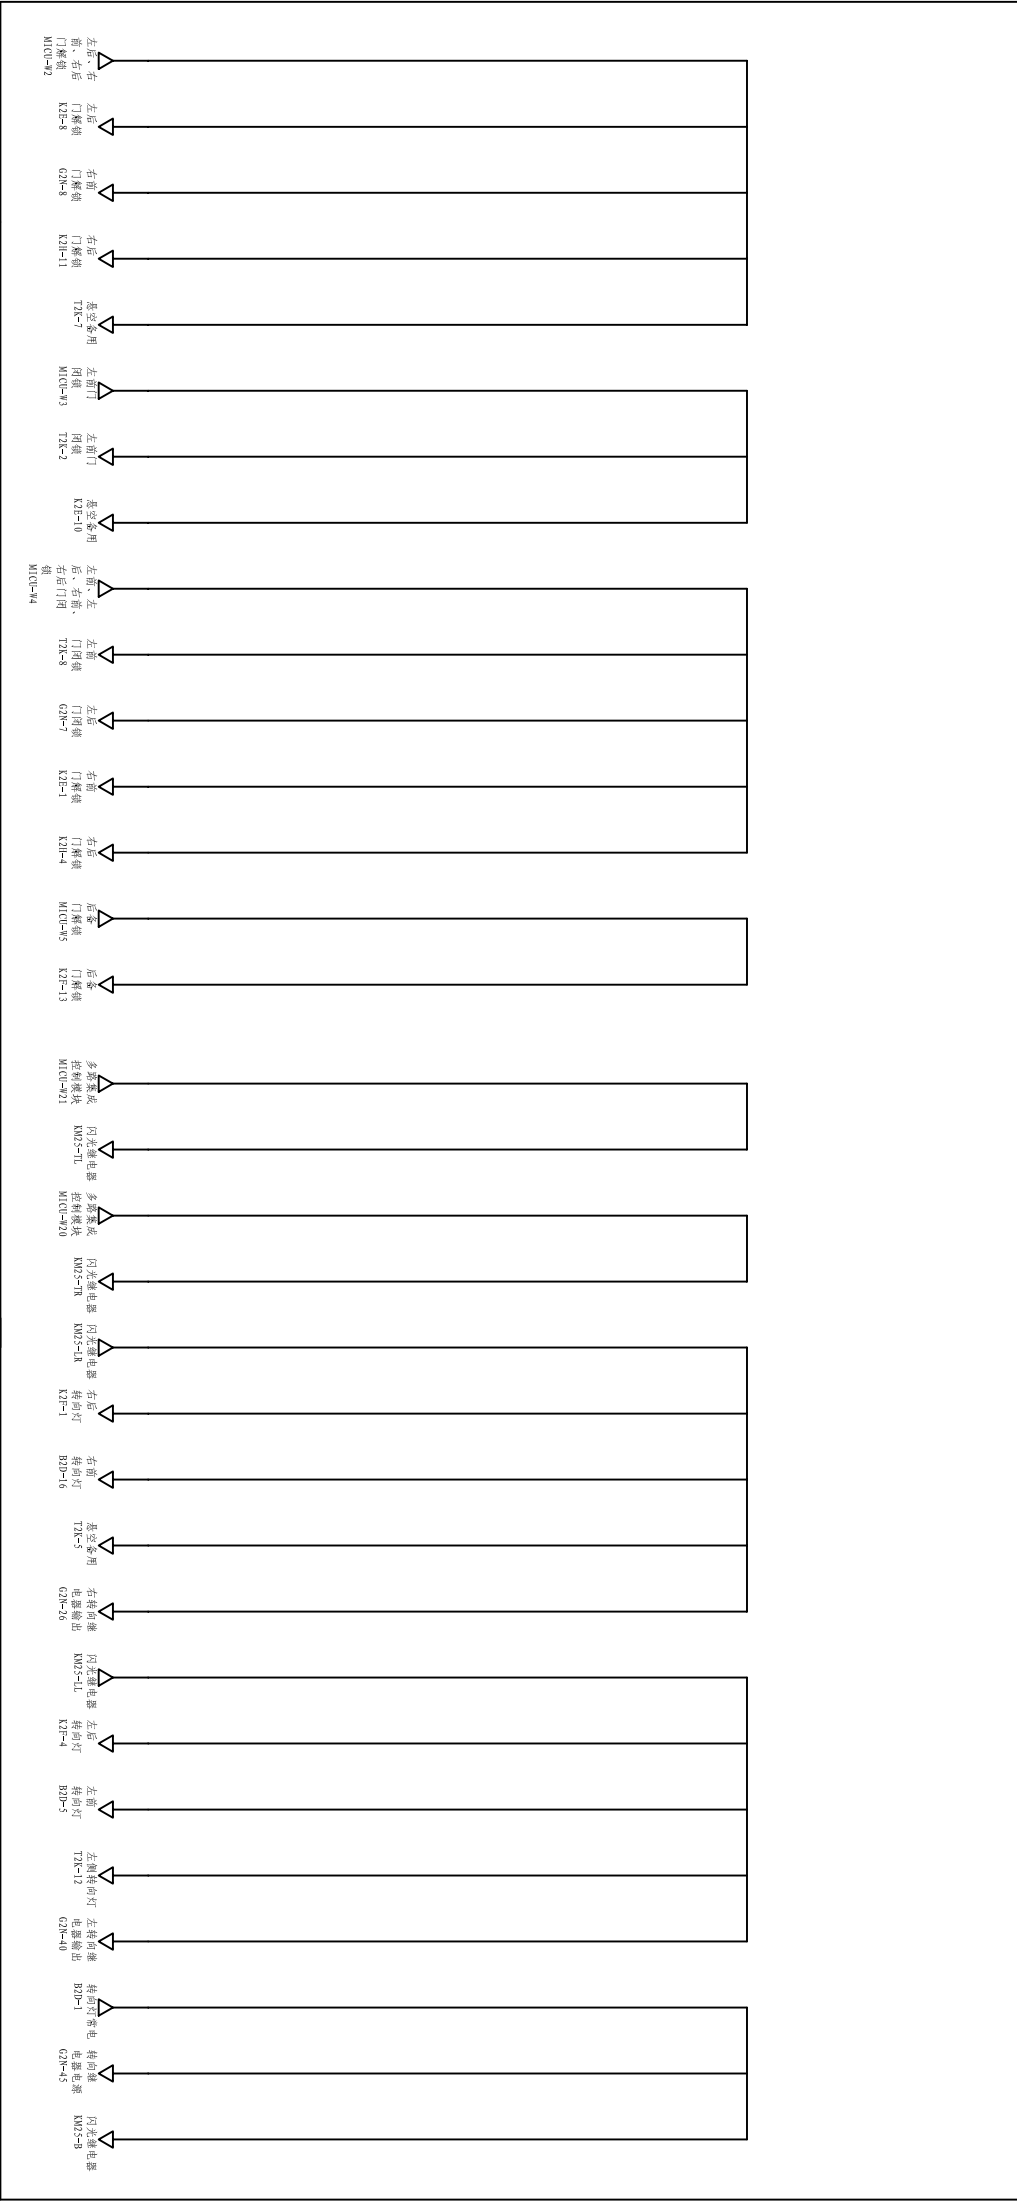 左后、右
前、右后
门解锁
MICU-W2
左后
门解锁
K2E-8
右前
门解锁
G2N-8
右后
门解锁
K2H-11
悬空备用
T2K-7
左前门
闭锁
MICU-W3
左前门
闭锁
T2K-2
悬空备用
K2E-10
左前、左
后、右前、
右后门闭
锁
MICU-W4
左前
门闭锁
T2K-8
左后
门闭锁
G2N-7
右前
门解锁
K2E-1
右后
门解锁
K2H-4
后备
门解锁
MICU-W5
后备
门解锁
K2F-13
多路集成
控制模块
MICU-W21
闪光继电器
KM25-TL
多路集成
控制模块
MICU-W20
闪光继电器
KM25-TR
闪光继电器
KM25-LR
右后
转向灯
K2F-1
右前
转向灯
B2D-16
悬空备用
T2K-5
右转向继
电器输出
G2N-26
闪光继电器
KM25-LL
左后
转向灯
K2F-4
左前
转向灯
B2D-5
左侧转向灯
T2K-12
左转向继
电器输出
G2N-40
转向灯常电
B2D-1
转向继
电器电源
G2N-45
闪光继电器
KM25-B